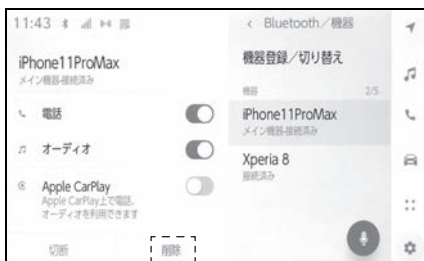 11:43
iPhone11ProMax
メイン機器-接続済み
電話
オーディオ
Apple CarPlay
Apple CarPlay上で電話、
オーディオを利用できます
切断
削除
< Bluetooth/機器
機器登録/切り替え
機器 2/5
iPhone11ProMax
メイン機器-接続済み
Xperia 8
接続済み